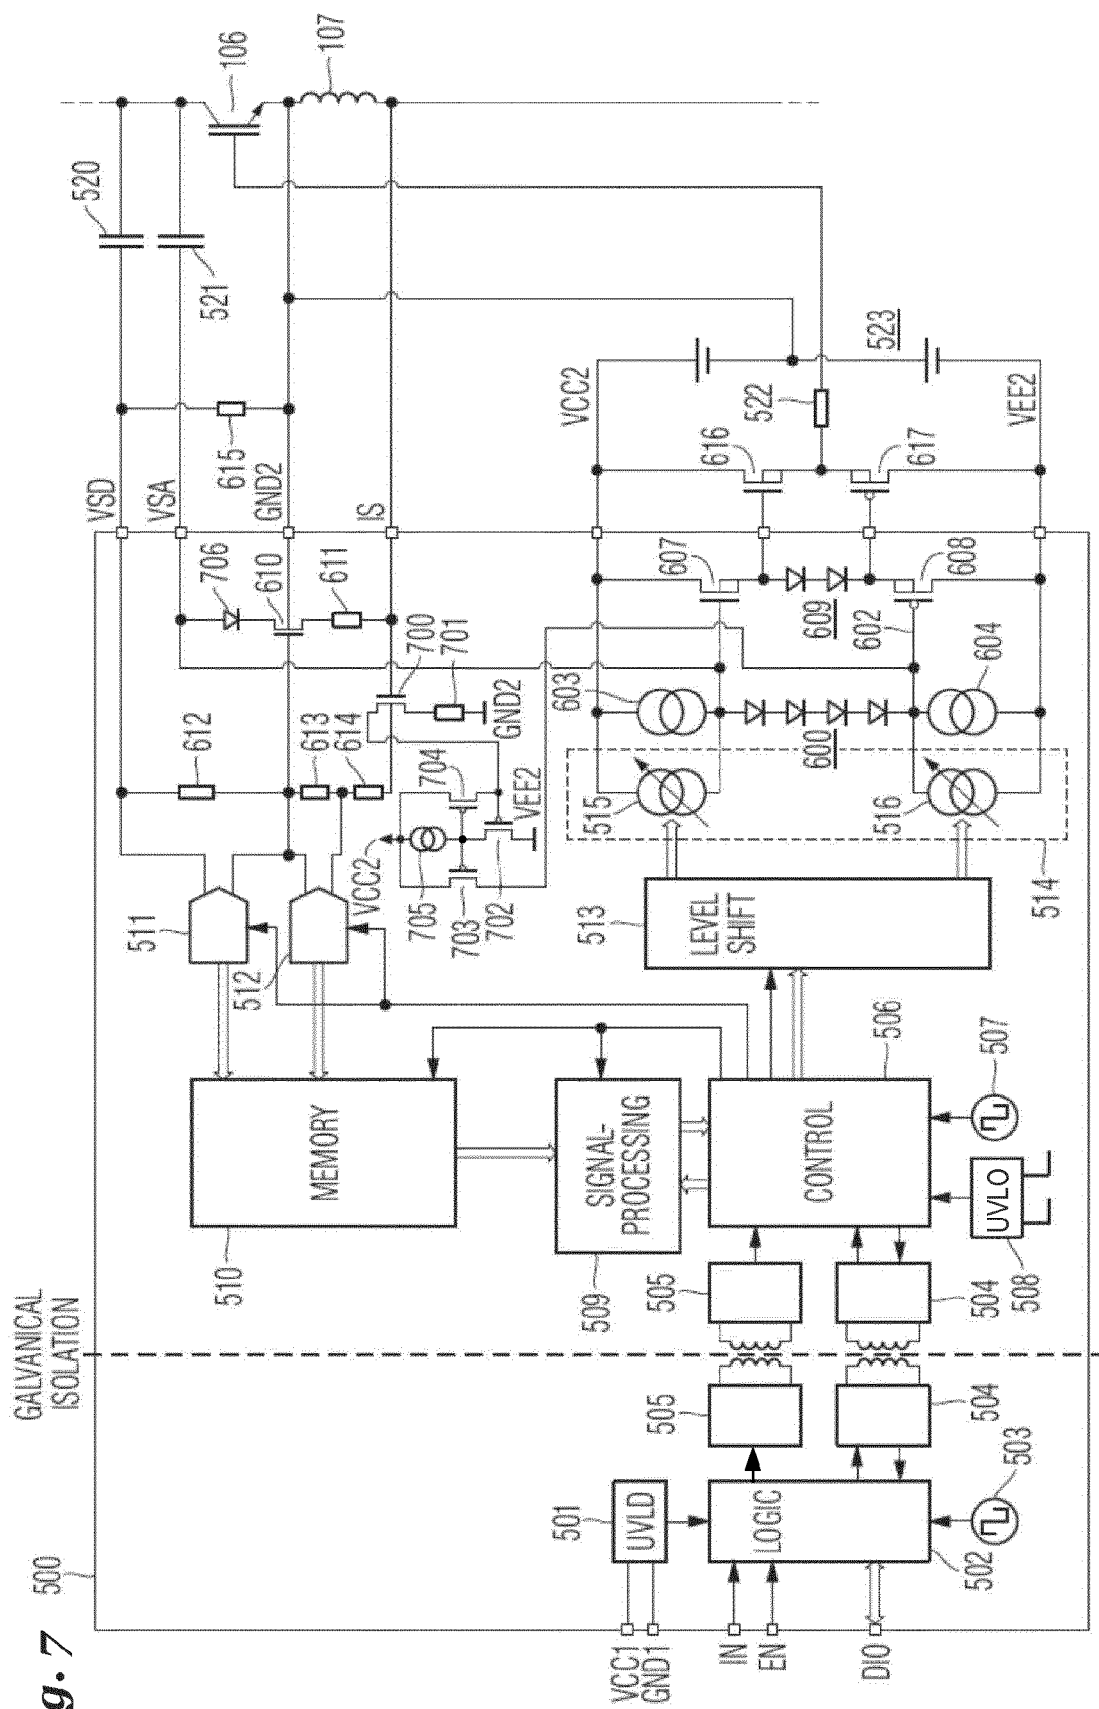 g. 7
500
GALVANICAL
ISOLATION
VCC1
GND1
IN
EN
DIO
501
UVLD
LOGIC
502
503
505
504
505
504
510
MEMORY
509
SIGNAL-
PROCESSING
CONTROL
506
507
UVLO
508
511
512
513
LEVEL
SHIFT
514
515
516
VCC2
705
703
702
704
VEE2
612
613
614
700
701
GND2
603
600
604
602
706
610
611
607
609
608
VSD
VSA
GND2
IS
615
VCC2
VEE2
616
617
522
523
520
521
106
107